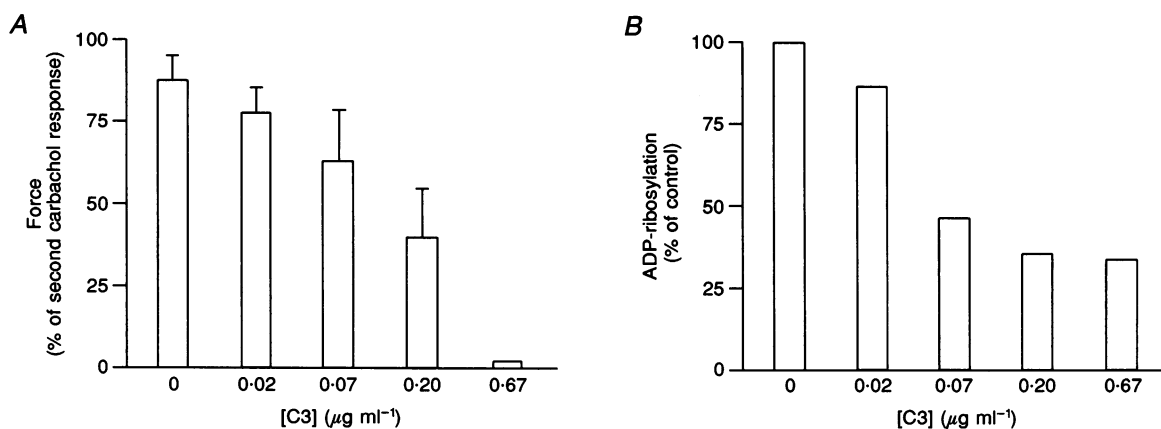 A
Force
(% of second carbachol response)
100
75
50
25
0
0 0·02 0·07 0·20 0·67
[C3] (μg ml⁻¹)
B
ADP-ribosylation
(% of control)
100
75
50
25
0
0 0·02 0·07 0·20 0·67
[C3] (μg ml⁻¹)